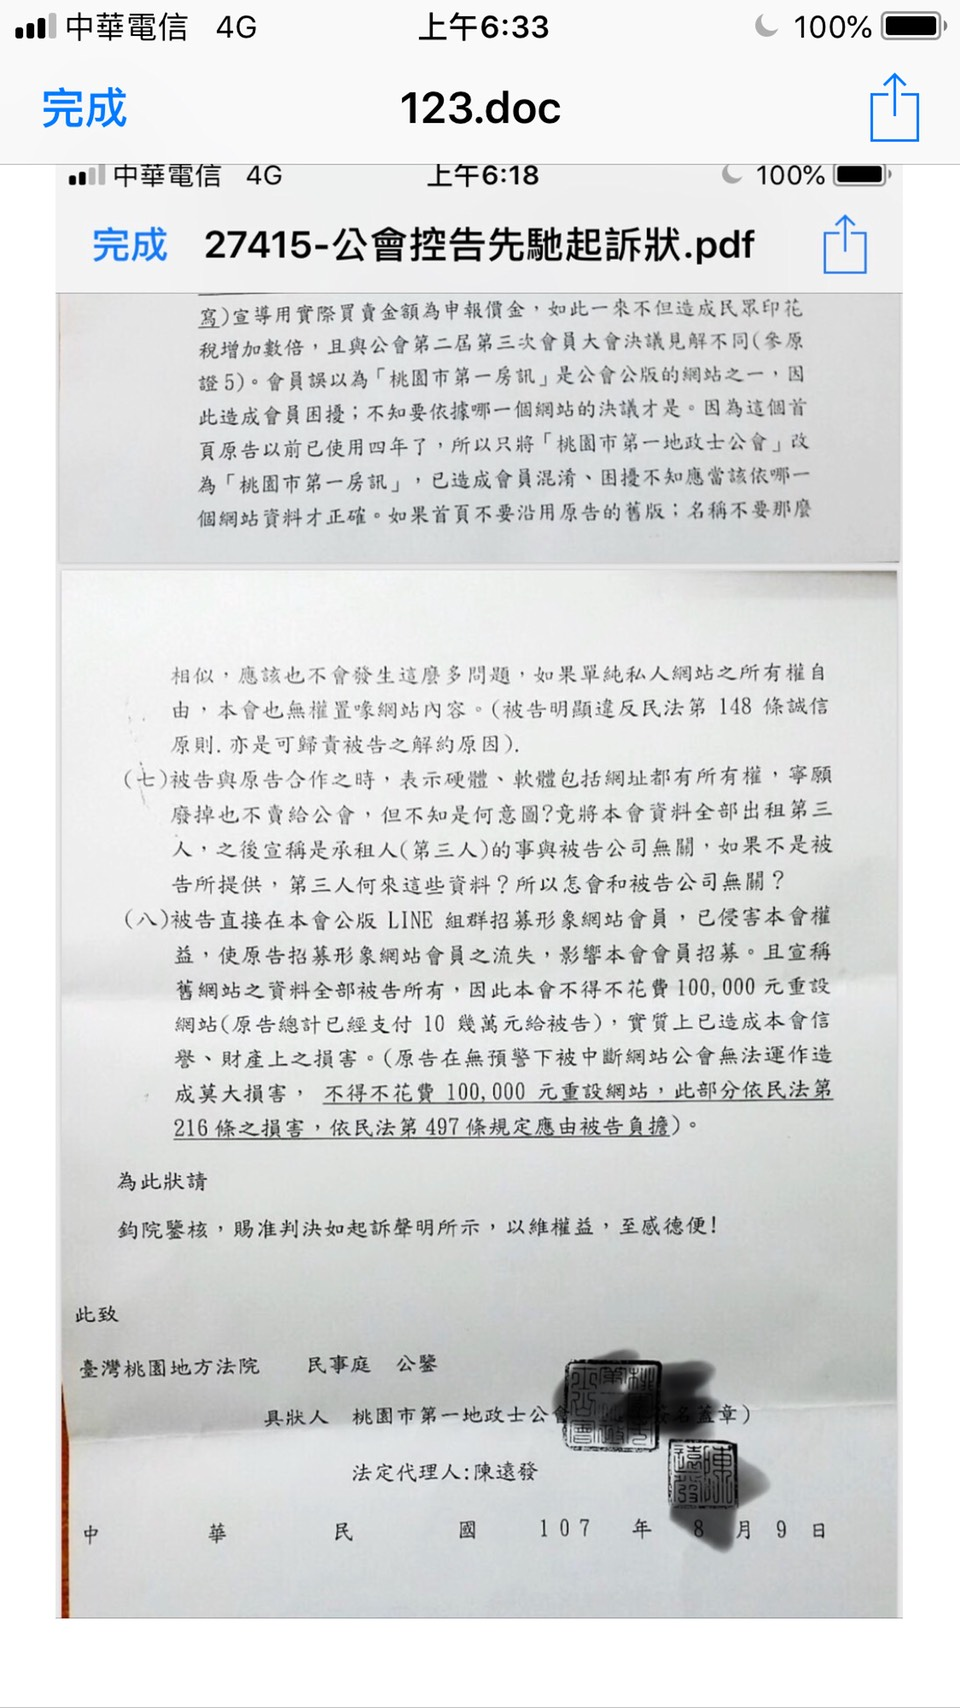 中華電信 4G 上午6:33 100%
完成 123.doc
中華電信 4G 上午6:18 100%
完成 27415-公會控告先馳起訴狀.pdf
寫)宣導用實際買賣金額為申報價金，如此一來不但造成民眾印花
稅增加數倍，且與公會第二屆第三次會員大會決議見解不同(參原
證5)。會員誤以為「桃園市第一房訊」是公會公版的網站之一，因
此造成會員困擾；不知要依據哪一個網站的決議才是。因為這個首
頁原告以前已使用四年了，所以只將「桃園市第一地政士公會」改
為「桃園市第一房訊」，已造成會員混淆、困擾不知應當該依哪一
個網站資料才正確。如果首頁不要沿用原告的舊版；名稱不要那麼
相似，應該也不會發生這麼多問題，如果單純私人網站之所有權自
由，本會也無權置喙網站內容。(被告明顯違反民法第 148 條誠信
原則.亦是可歸責被告之解約原因).
(七)被告與原告合作之時，表示硬體、軟體包括網址都有所有權，寧願
廢掉也不賣給公會，但不知是何意圖?竟將本會資料全部出租第三
人，之後宣稱是承租人(第三人)的事與被告公司無關，如果不是被
告所提供，第三人何來這些資料？所以怎會和被告公司無關？
(八)被告直接在本會公版 LINE 組群招募形象網站會員，已侵害本會權
益，使原告招募形象網站會員之流失，影響本會會員招募。且宣稱
舊網站之資料全部被告所有，因此本會不得不花費 100,000 元重設
網站(原告總計已經支付 10 幾萬元給被告)，實質上已造成本會信
譽、財產上之損害。(原告在無預警下被中斷網站公會無法運作造
成莫大損害， 不得不花費 100,000 元重設網站，此部分依民法第
216 條之損害，依民法第 497 條規定應由被告負擔)。
為此狀請
鈞院鑒核，賜准判決如起訴聲明所示，以維權益，至感德便!
此致
臺灣桃園地方法院 民事庭 公鑒
具狀人 桃園市第一地政士公會 簽名蓋章)
法定代理人:陳遠發
陳遠發
中華民國 107 年 8 月 9 日